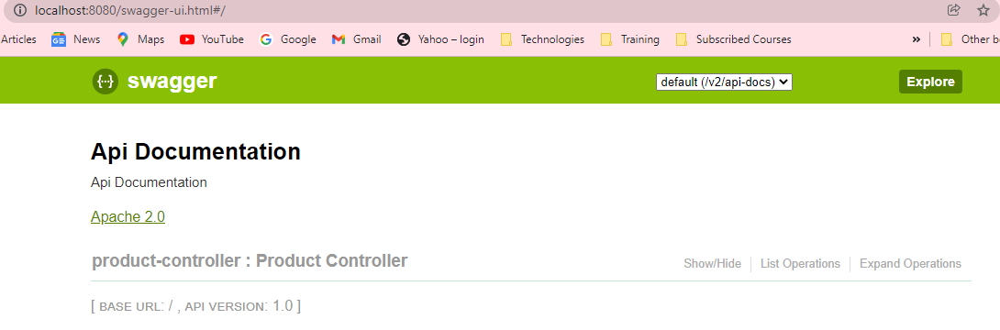 localhost:8080/swagger-ui.html#/
Articles News Maps YouTube Google Gmail Yahoo – login Technologies Training Subscribed Courses » Other b
{···} swagger default (/v2/api-docs) Explore
Api Documentation
Api Documentation
Apache 2.0
product-controller : Product Controller Show/Hide List Operations Expand Operations
[ BASE URL: / , API VERSION: 1.0 ]